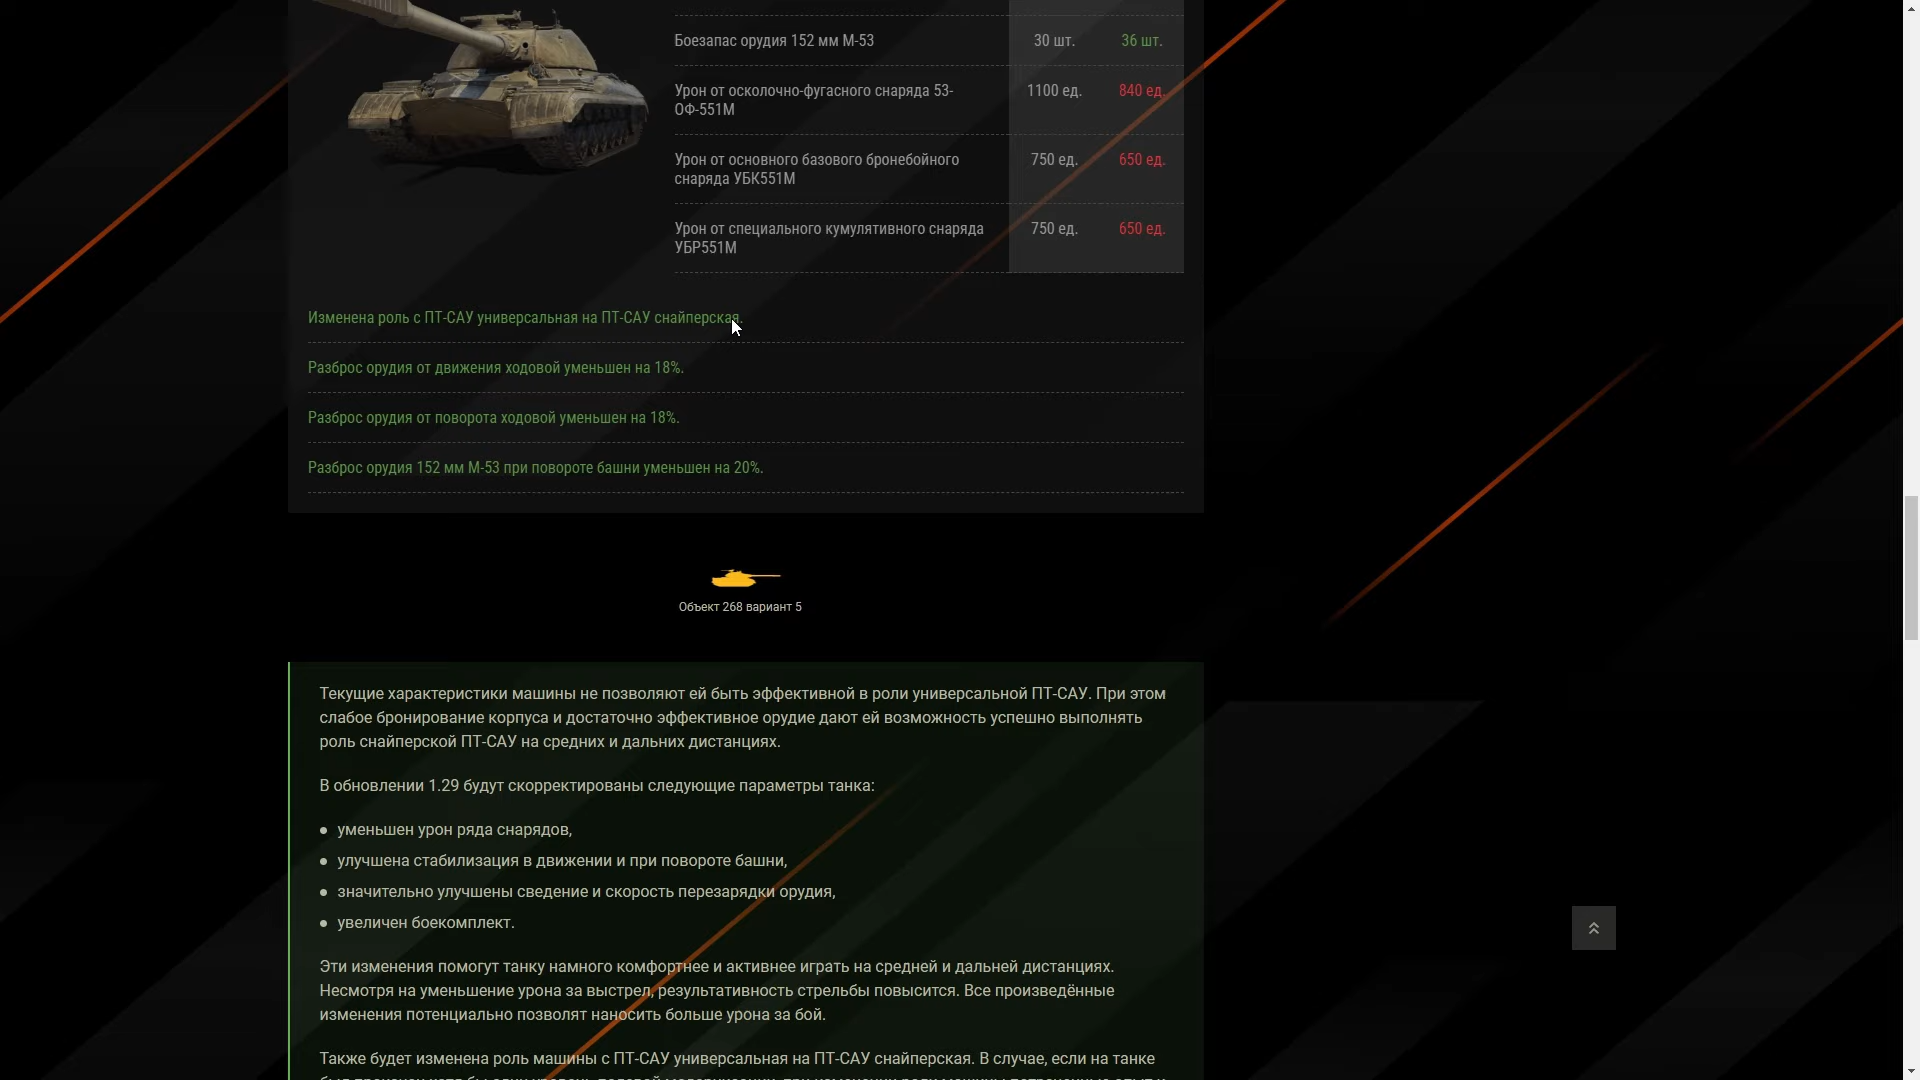 Боезапас орудия 152 мм М-53 30 шт. 36 шт.
Урон от осколочно-фугасного снаряда 53- 1100 ед. 840 ед.
ОФ-551М
Урон от основного базового бронебойного 750 ед. 650 ед.
снаряда УБК551М
Урон от специального кумулятивного снаряда 750 ед. 650 ед.
УБР551М
Изменена роль с ПТ-САУ универсальная на ПТ-САУ снайперская.
Разброс орудия от движения ходовой уменьшен на 18%.
Разброс орудия от поворота ходовой уменьшен на 18%.
Разброс орудия 152 мм М-53 при повороте башни уменьшен на 20%.
Объект 268 вариант 5
Текущие характеристики машины не позволяют ей быть эффективной в роли универсальной ПТ-САУ. При этом
слабое бронирование корпуса и достаточно эффективное орудие дают ей возможность успешно выполнять
роль снайперской ПТ-САУ на средних и дальних дистанциях.
В обновлении 1.29 будут скорректированы следующие параметры танка:
• уменьшен урон ряда снарядов,
• улучшена стабилизация в движении и при повороте башни,
• значительно улучшены сведение и скорость перезарядки орудия,
• увеличен боекомплект.
Эти изменения помогут танку намного комфортнее и активнее играть на средней и дальней дистанциях.
Несмотря на уменьшение урона за выстрел, результативность стрельбы повысится. Все произведённые
изменения потенциально позволят наносить больше урона за бой.
Также будет изменена роль машины с ПТ-САУ универсальная на ПТ-САУ снайперская. В случае, если на танке